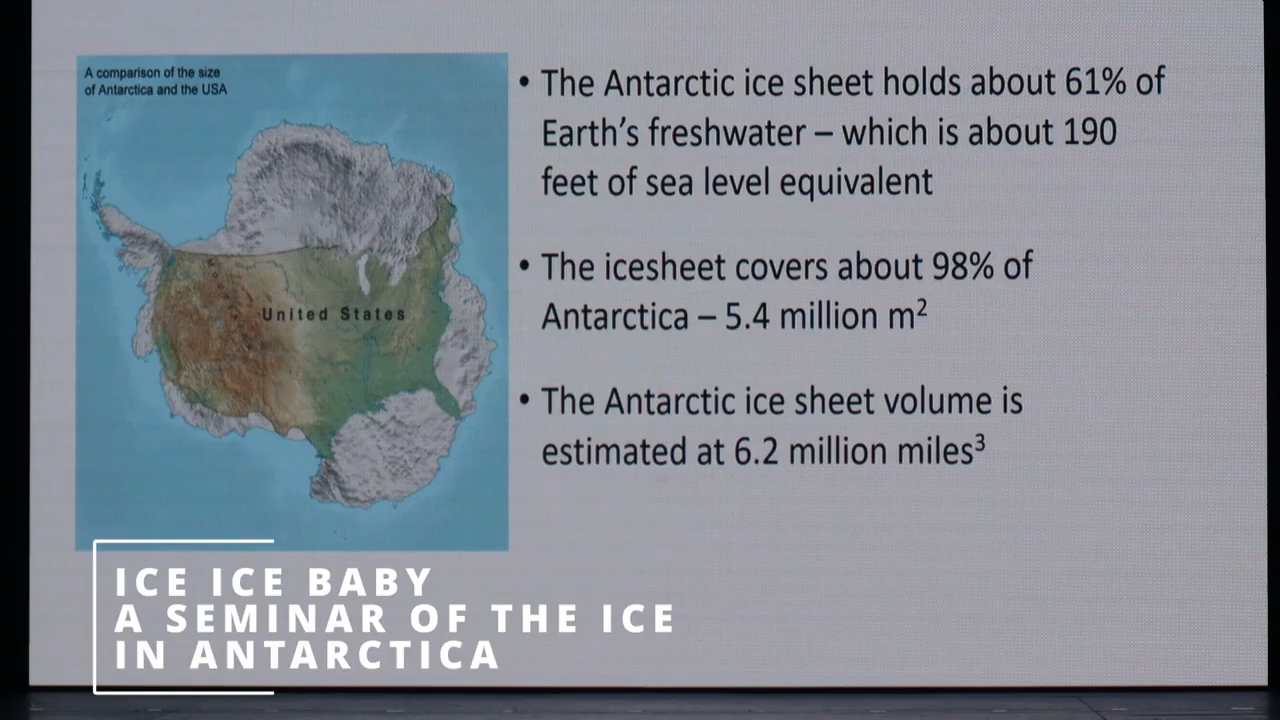 A comparison of the size
of Antarctica and the USA
United States
• The Antarctic ice sheet holds about 61% of
Earth's freshwater – which is about 190
feet of sea level equivalent
• The icesheet covers about 98% of
Antarctica – 5.4 million m²
• The Antarctic ice sheet volume is
estimated at 6.2 million miles³
ICE ICE BABY
A SEMINAR OF THE ICE
IN ANTARCTICA